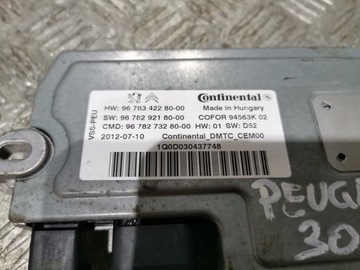 VSS-PEU
Continental
HW: 96 783 422 80-00 Made in Hungary
SW: 96 782 921 80-00 COFOR 94563K 02
CMD: 96 782 732 80-00 HW: 01 SW: D52
2012-07-10 Continental_DMTC_CEM00
1Q0D030437748
PEUG
30